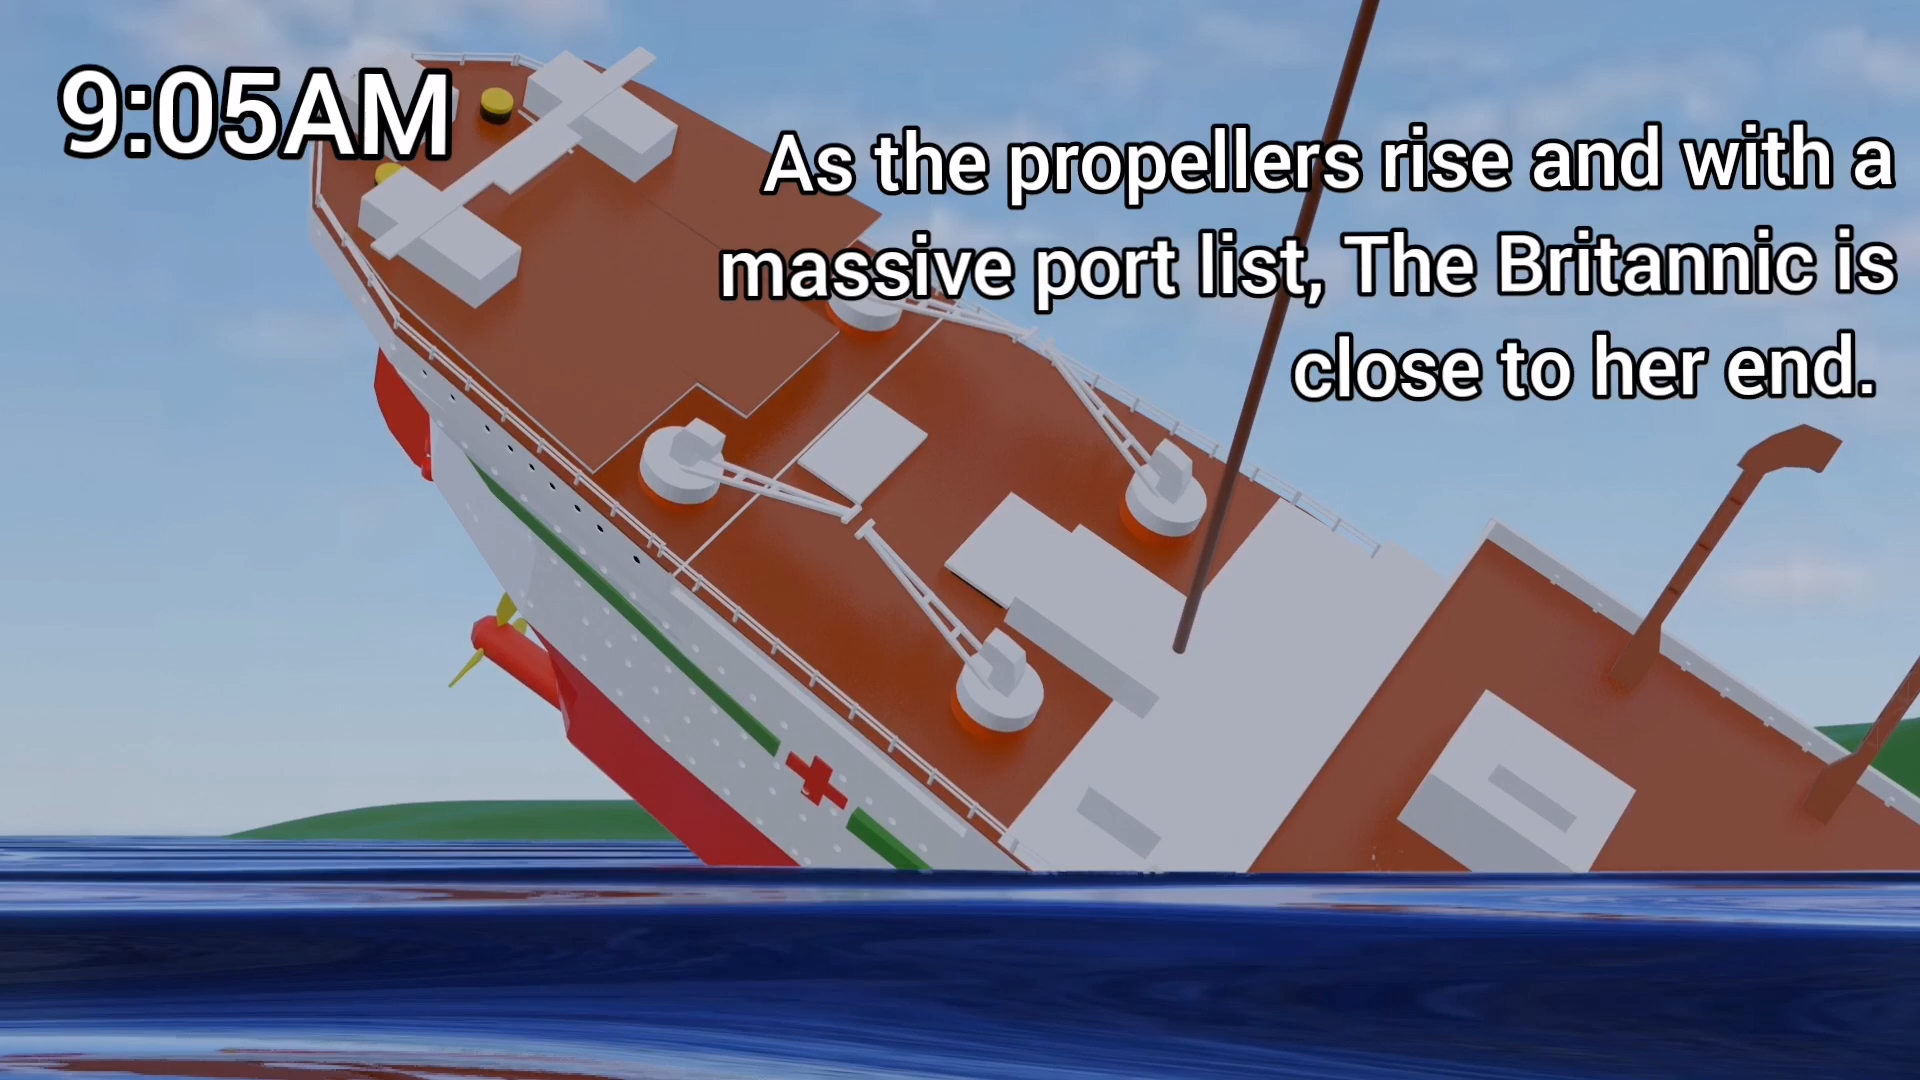 9:05AM
As the propellers rise and with a
massive port list, The Britannic is
close to her end.